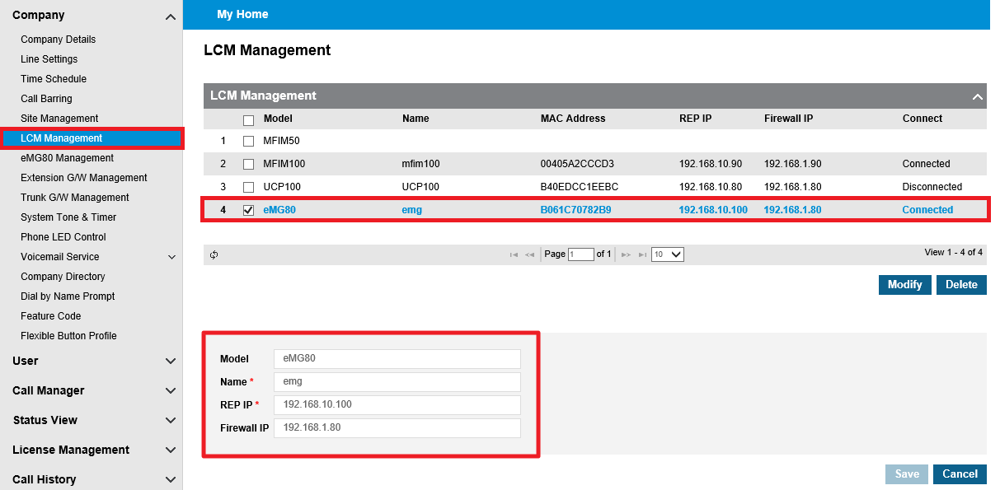 Company
Company Details
Line Settings
Time Schedule
Call Barring
Site Management
LCM Management
eMG80 Management
Extension G/W Management
Trunk G/W Management
System Tone & Timer
Phone LED Control
Voicemail Service
Company Directory
Dial by Name Prompt
Feature Code
Flexible Button Profile
User
Call Manager
Status View
License Management
Call History
My Home
LCM Management
LCM Management
Model Name MAC Address REP IP Firewall IP Connect
1 MFIM50
2 MFIM100 mfim100 00405A2CCCD3 192.168.10.90 192.168.1.90 Connected
3 UCP100 UCP100 B40EDCC1EEBC 192.168.10.80 192.168.1.80 Disconnected
4 eMG80 emg B061C70782B9 192.168.10.100 192.168.1.80 Connected
Page 1 of 1 10 View 1 - 4 of 4
Modify Delete
Model eMG80
Name * emg
REP IP * 192.168.10.100
Firewall IP 192.168.1.80
Save Cancel